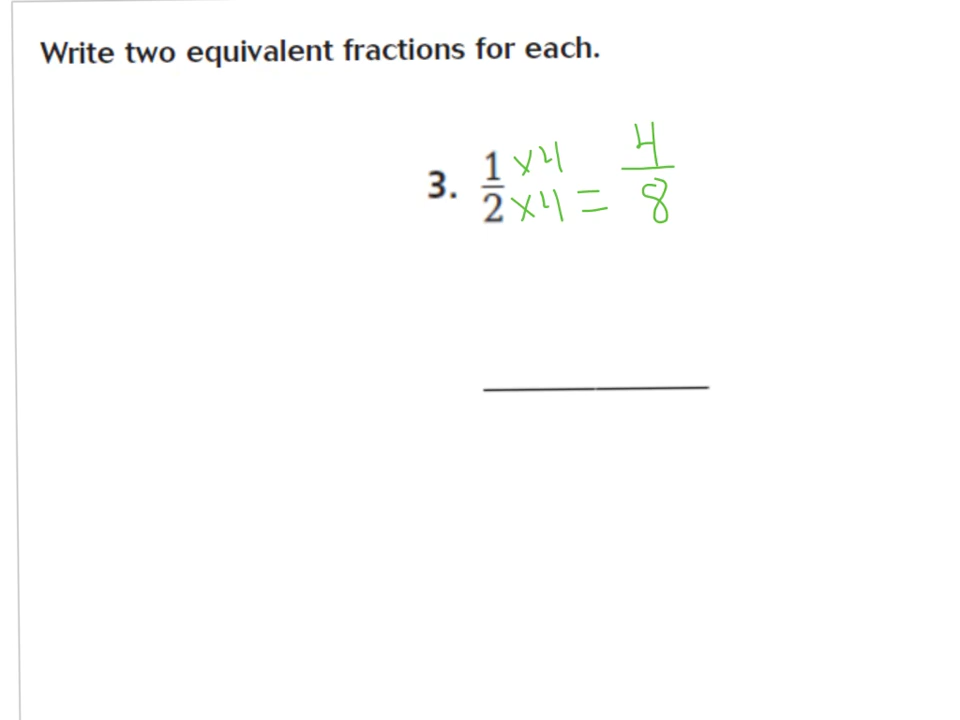 Write two equivalent fractions for each.
3. 1/2 ×4/×4 = 4/8